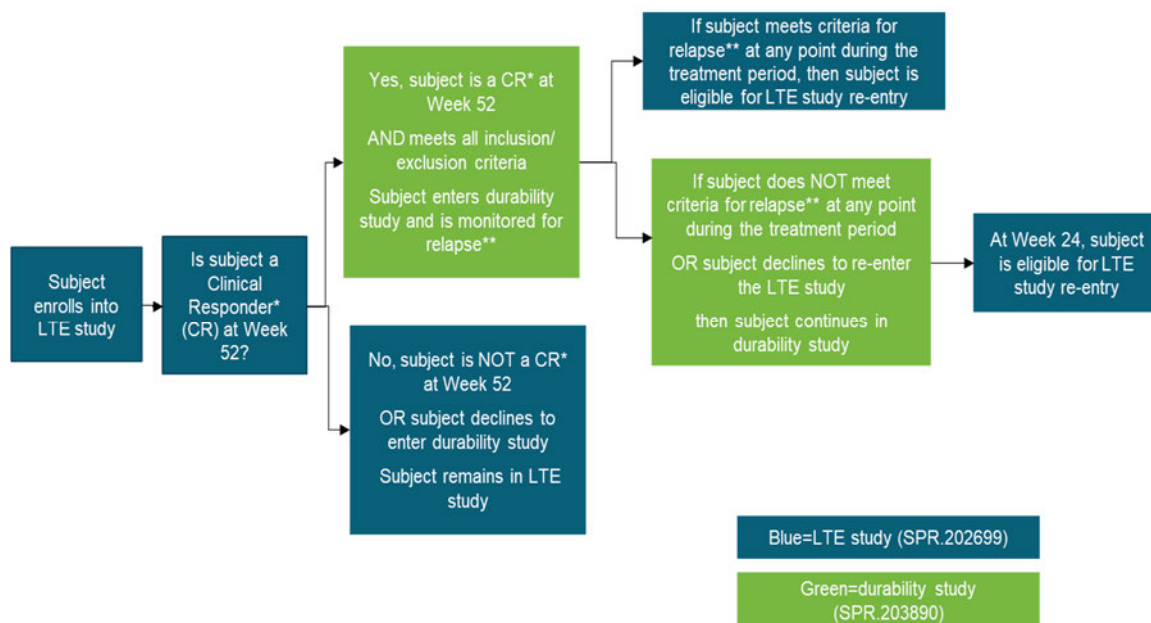 Subject
enrolls into
LTE study
Is subject a
Clinical
Responder*
(CR) at Week
52?
Yes, subject is a CR* at
Week 52
AND meets all inclusion/
exclusion criteria
Subject enters durability
study and is monitored for
relapse**
No, subject is NOT a CR*
at Week 52
OR subject declines to
enter durability study
Subject remains in LTE
study
If subject meets criteria for
relapse** at any point during the
treatment period, then subject is
eligible for LTE study re-entry
If subject does NOT meet
criteria for relapse** at any point
during the treatment period
OR subject declines to re-enter
the LTE study
then subject continues in
durability study
At Week 24, subject
is eligible for LTE
study re-entry
Blue=LTE study (SPR.202699)
Green=durability study
(SPR.203890)